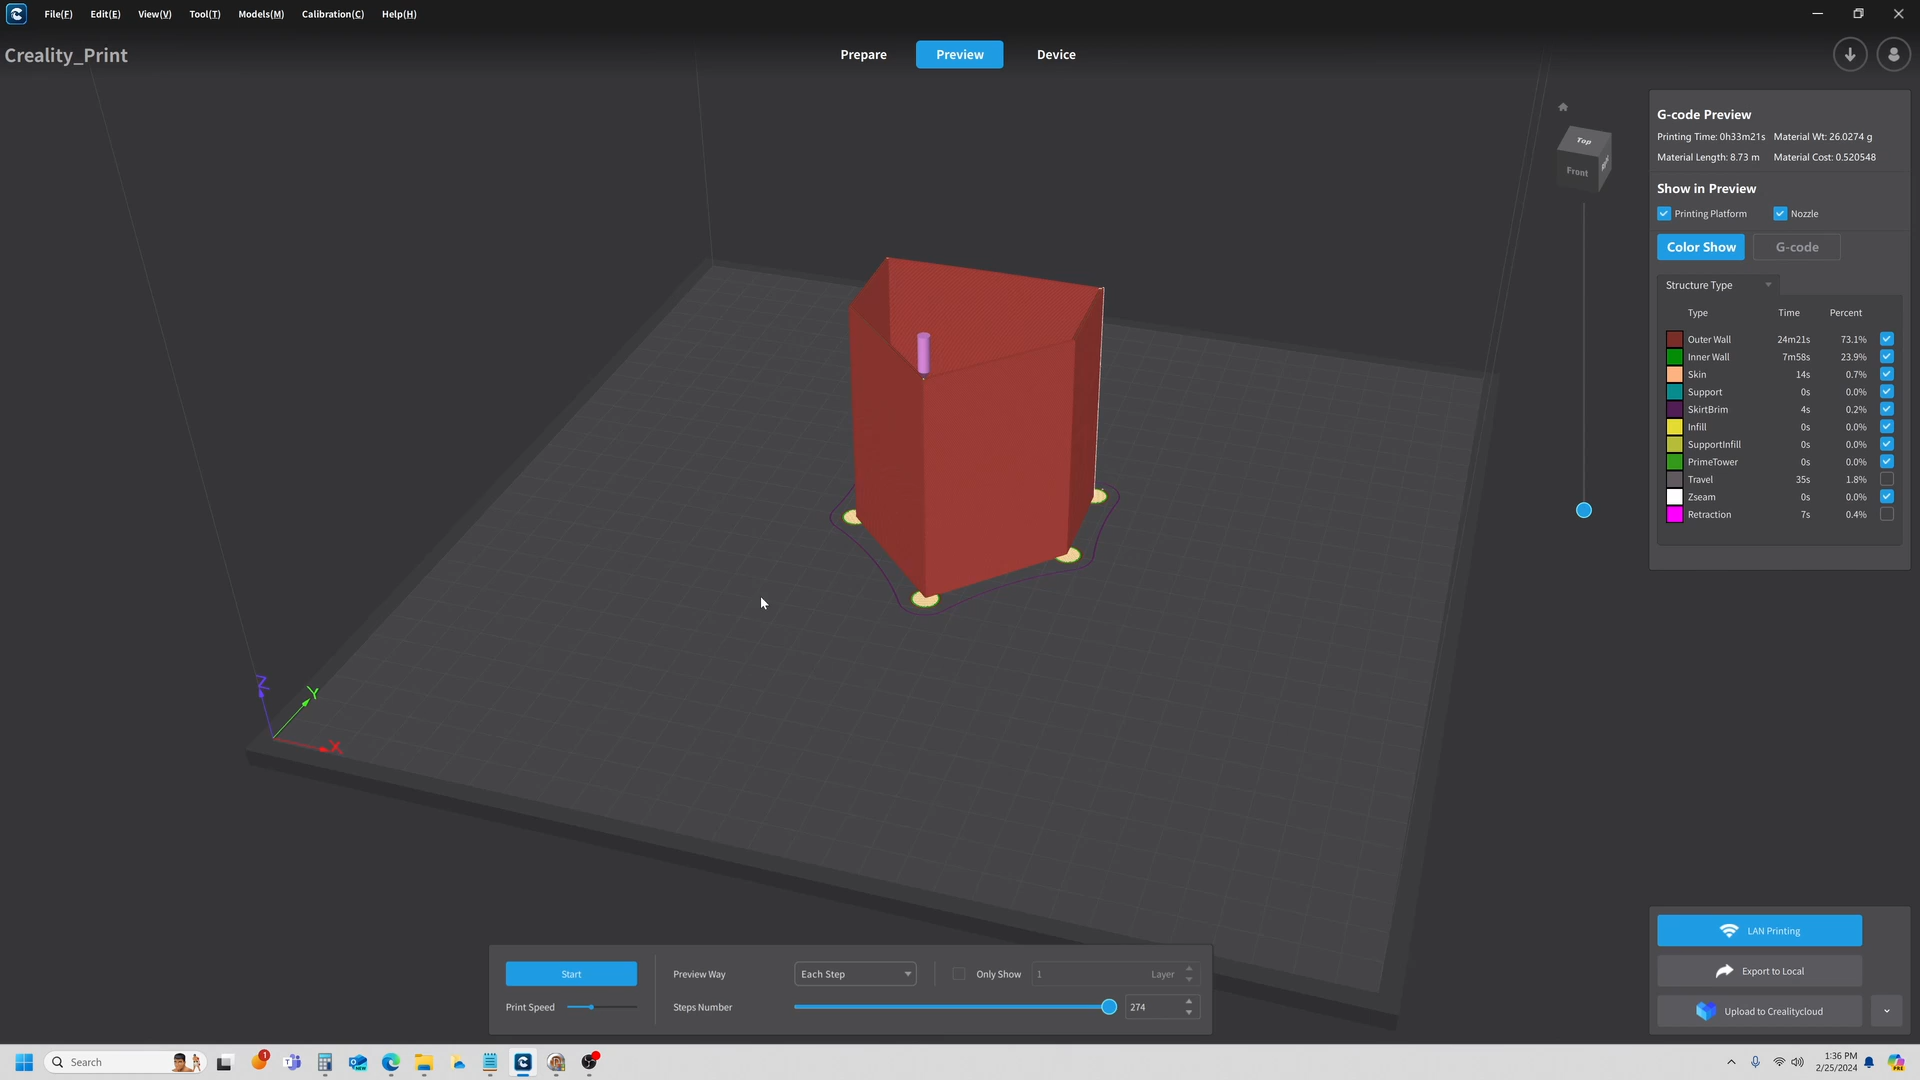 File(F) Edit(E) View(V) Tool(T) Models(M) Calibration(C) Help(H)
Creality_Print
Prepare Preview Device
Top
Front
G-code Preview
Printing Time: 0h33m21s Material Wt: 26.0274 g
Material Length: 8.73 m Material Cost: 0.520548
Show in Preview
Printing Platform Nozzle
Color Show G-code
Structure Type
Type Time Percent
Outer Wall 24m21s 73.1%
Inner Wall 7m58s 23.9%
Skin 14s 0.7%
Support 0s 0.0%
SkirtBrim 4s 0.2%
Infill 0s 0.0%
SupportInfill 0s 0.0%
PrimeTower 0s 0.0%
Travel 35s 1.8%
Zseam 0s 0.0%
Retraction 7s 0.4%
Z
Y
X
Start Preview Way Each Step Only Show 1 Layer
Print Speed Steps Number 274
LAN Printing
Export to Local
Upload to Crealitycloud
Search
1
1:36 PM
2/25/2024